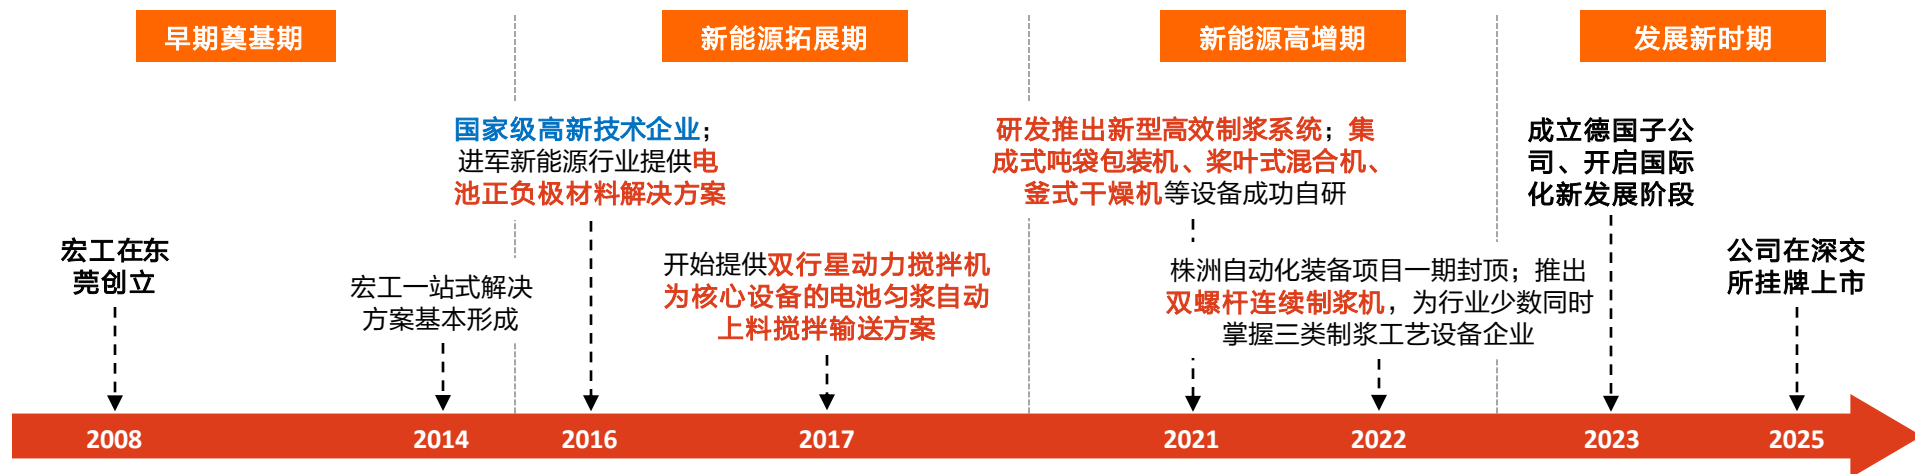 早期奠基期
新能源拓展期
新能源高增期
发展新时期
国家级高新技术企业；
进军新能源行业提供电
池正负极材料解决方案
研发推出新型高效制浆系统；集
成式吨袋包装机、桨叶式混合机、
釜式干燥机等设备成功自研
成立德国子公
司、开启国际
化新发展阶段
宏工在东
莞创立
宏工一站式解决
方案基本形成
开始提供双行星动力搅拌机
为核心设备的电池匀浆自动
上料搅拌输送方案
株洲自动化装备项目一期封顶；推出
双螺杆连续制浆机，为行业少数同时
掌握三类制浆工艺设备企业
公司在深交
所挂牌上市
2008
2014
2016
2017
2021
2022
2023
2025